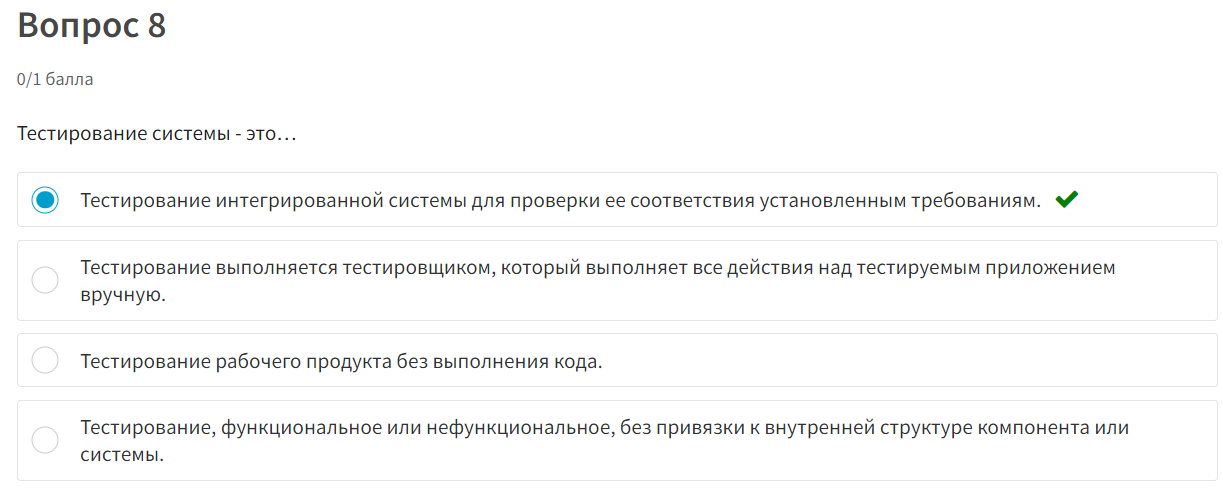 Вопрос 8
0/1 балла
Тестирование системы - это…
Тестирование интегрированной системы для проверки ее соответствия установленным требованиям.
Тестирование выполняется тестировщиком, который выполняет все действия над тестируемым приложением
вручную.
Тестирование рабочего продукта без выполнения кода.
Тестирование, функциональное или нефункциональное, без привязки к внутренней структуре компонента или
системы.